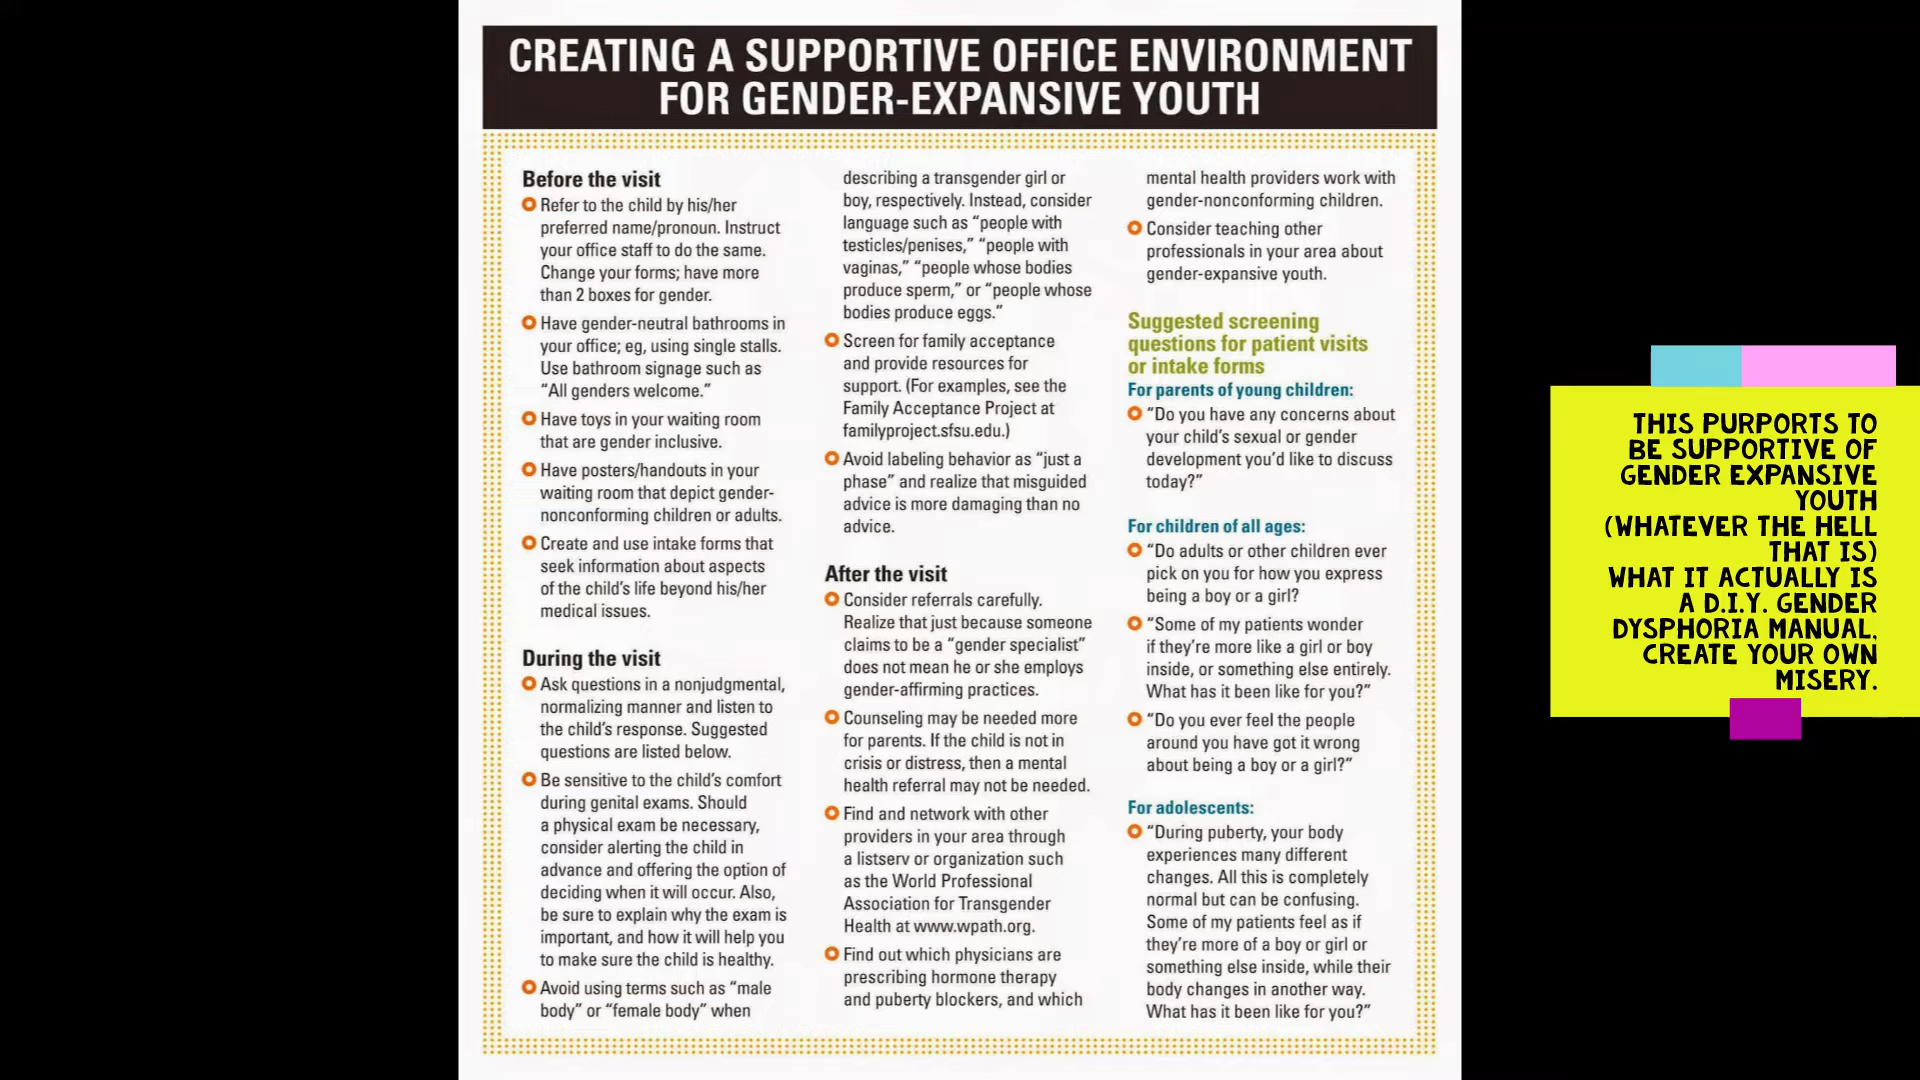 CREATING A SUPPORTIVE OFFICE ENVIRONMENT
FOR GENDER-EXPANSIVE YOUTH
Before the visit
Refer to the child by his/her
preferred name/pronoun. Instruct
your office staff to do the same.
Change your forms; have more
than 2 boxes for gender.
Have gender-neutral bathrooms in
your office; eg, using single stalls.
Use bathroom signage such as
“All genders welcome.”
Have toys in your waiting room
that are gender inclusive.
Have posters/handouts in your
waiting room that depict gender-
nonconforming children or adults.
Create and use intake forms that
seek information about aspects
of the child’s life beyond his/her
medical issues.
During the visit
Ask questions in a nonjudgmental,
normalizing manner and listen to
the child’s response. Suggested
questions are listed below.
Be sensitive to the child’s comfort
during genital exams. Should
a physical exam be necessary,
consider alerting the child in
advance and offering the option of
deciding when it will occur. Also,
be sure to explain why the exam is
important, and how it will help you
to make sure the child is healthy.
Avoid using terms such as “male
body” or “female body” when
describing a transgender girl or
boy, respectively. Instead, consider
language such as “people with
testicles/penises,” “people with
vaginas,” “people whose bodies
produce sperm,” or “people whose
bodies produce eggs.”
Screen for family acceptance
and provide resources for
support. (For examples, see the
Family Acceptance Project at
familyproject.sfsu.edu.)
Avoid labeling behavior as “just a
phase” and realize that misguided
advice is more damaging than no
advice.
After the visit
Consider referrals carefully.
Realize that just because someone
claims to be a “gender specialist”
does not mean he or she employs
gender-affirming practices.
Counseling may be needed more
for parents. If the child is not in
crisis or distress, then a mental
health referral may not be needed.
Find and network with other
providers in your area through
a listserv or organization such
as the World Professional
Association for Transgender
Health at www.wpath.org.
Find out which physicians are
prescribing hormone therapy
and puberty blockers, and which
mental health providers work with
gender-nonconforming children.
Consider teaching other
professionals in your area about
gender-expansive youth.
Suggested screening
questions for patient visits
or intake forms
For parents of young children:
“Do you have any concerns about
your child’s sexual or gender
development you’d like to discuss
today?”
For children of all ages:
“Do adults or other children ever
pick on you for how you express
being a boy or a girl?
“Some of my patients wonder
if they’re more like a girl or boy
inside, or something else entirely.
What has it been like for you?”
“Do you ever feel the people
around you have got it wrong
about being a boy or a girl?”
For adolescents:
“During puberty, your body
experiences many different
changes. All this is completely
normal but can be confusing.
Some of my patients feel as if
they’re more of a boy or girl or
something else inside, while their
body changes in another way.
What has it been like for you?”
THIS PURPORTS TO
BE SUPPORTIVE OF
GENDER EXPANSIVE
YOUTH
(WHATEVER THE HELL
THAT IS)
WHAT IT ACTUALLY IS
A D.I.Y. GENDER
DYSPHORIA MANUAL.
CREATE YOUR OWN
MISERY.